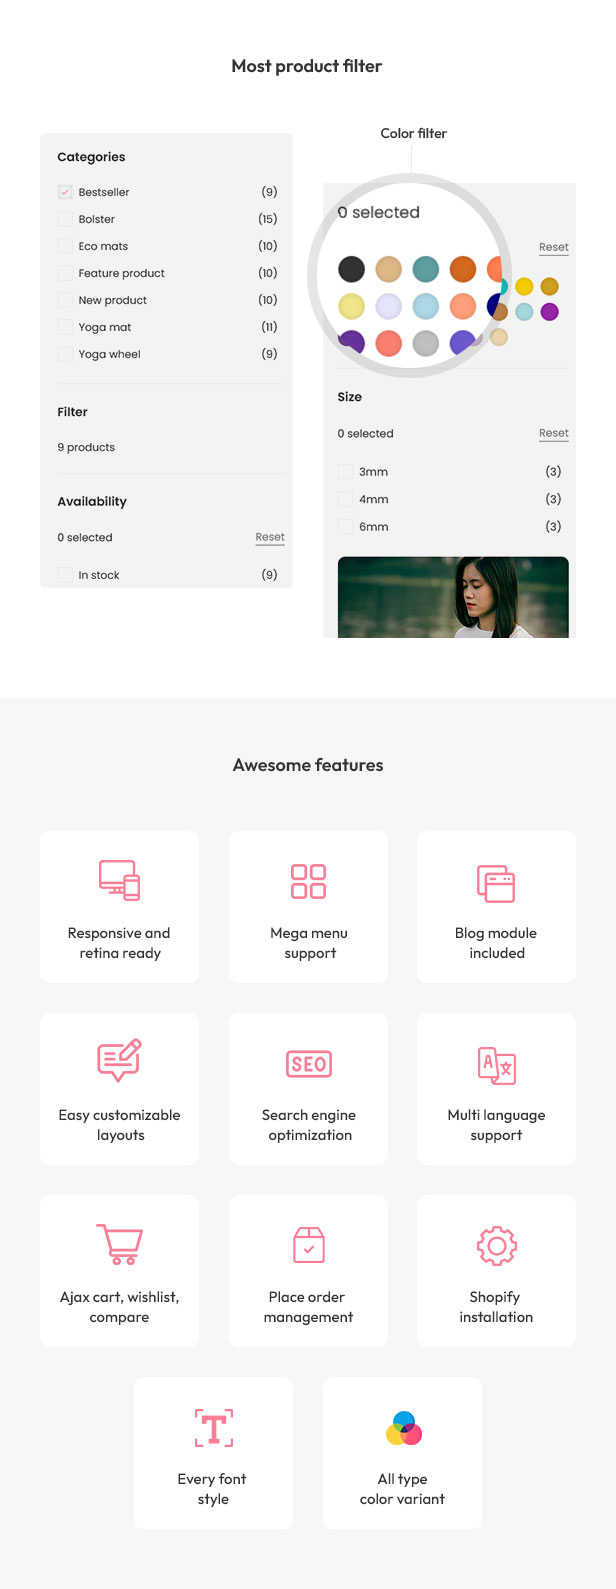 Most product filter
Categories
Bestseller (9)
Bolster (15)
Eco mats (10)
Feature product (10)
New product (10)
Yoga mat (11)
Yoga wheel (9)
Filter
9 products
Availability
0 selected Reset
In stock (9)
Color filter
0 selected
Reset
Size
0 selected Reset
3mm (3)
4mm (3)
6mm (3)
Awesome features
Responsive and
retina ready
Mega menu
support
Blog module
included
Easy customizable
layouts
SEO
Search engine
optimization
A 文
Multi language
support
Ajax cart, wishlist,
compare
Place order
management
Shopify
installation
T
Every font
style
All type
color variant